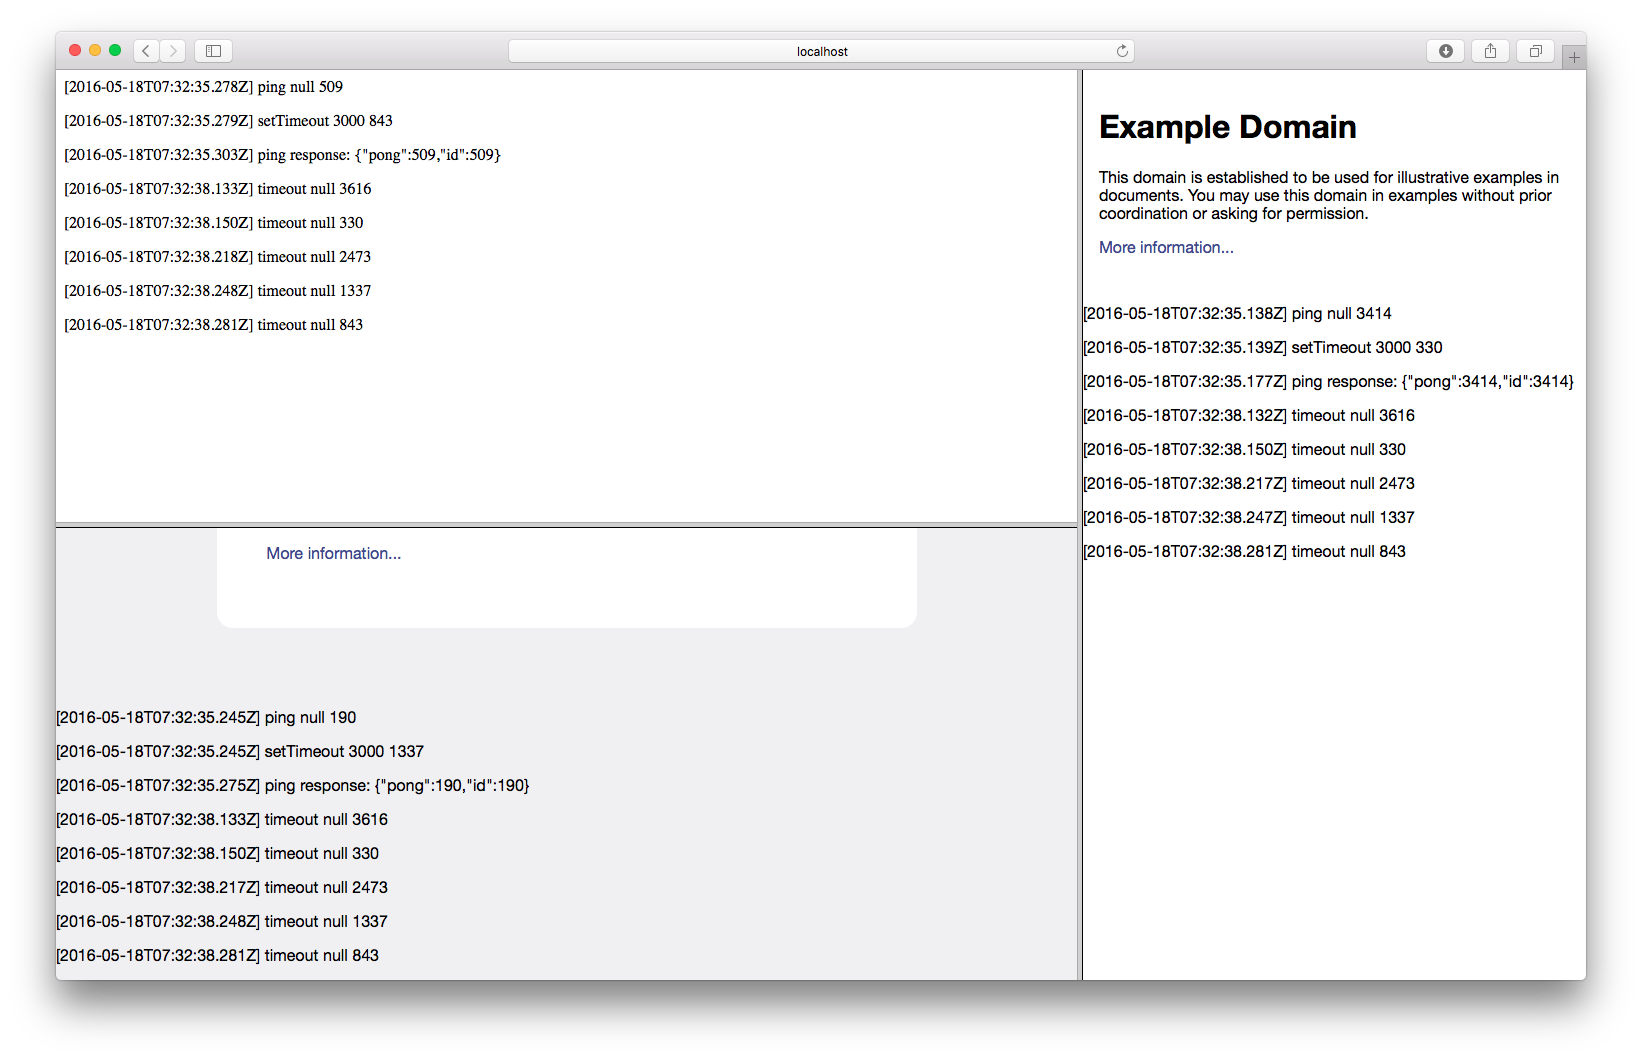 localhost
[2016-05-18T07:32:35.278Z] ping null 509
[2016-05-18T07:32:35.279Z] setTimeout 3000 843
[2016-05-18T07:32:35.303Z] ping response: {"pong":509,"id":509}
[2016-05-18T07:32:38.133Z] timeout null 3616
[2016-05-18T07:32:38.150Z] timeout null 330
[2016-05-18T07:32:38.218Z] timeout null 2473
[2016-05-18T07:32:38.248Z] timeout null 1337
[2016-05-18T07:32:38.281Z] timeout null 843
More information...
[2016-05-18T07:32:35.245Z] ping null 190
[2016-05-18T07:32:35.245Z] setTimeout 3000 1337
[2016-05-18T07:32:35.275Z] ping response: {"pong":190,"id":190}
[2016-05-18T07:32:38.133Z] timeout null 3616
[2016-05-18T07:32:38.150Z] timeout null 330
[2016-05-18T07:32:38.217Z] timeout null 2473
[2016-05-18T07:32:38.248Z] timeout null 1337
[2016-05-18T07:32:38.281Z] timeout null 843
Example Domain
This domain is established to be used for illustrative examples in
documents. You may use this domain in examples without prior
coordination or asking for permission.
More information...
[2016-05-18T07:32:35.138Z] ping null 3414
[2016-05-18T07:32:35.139Z] setTimeout 3000 330
[2016-05-18T07:32:35.177Z] ping response: {"pong":3414,"id":3414}
[2016-05-18T07:32:38.132Z] timeout null 3616
[2016-05-18T07:32:38.150Z] timeout null 330
[2016-05-18T07:32:38.217Z] timeout null 2473
[2016-05-18T07:32:38.247Z] timeout null 1337
[2016-05-18T07:32:38.281Z] timeout null 843